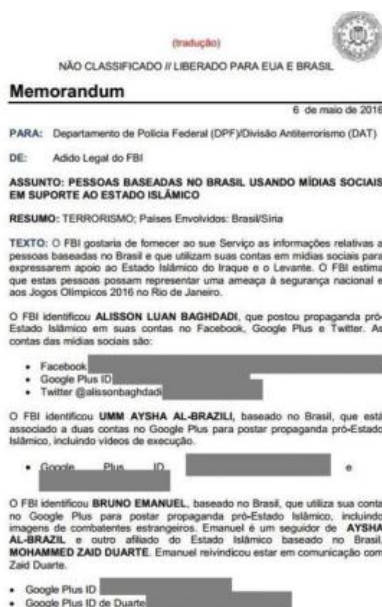 (tradução)
NÃO CLASSIFICADO // LIBERADO PARA EUA E BRASIL
Memorandum
6 de maio de 2016
PARA: Departamento de Polícia Federal (DPF)/Divisão Antiterrorismo (DAT)
DE: Adido Legal do FBI
ASSUNTO: PESSOAS BASEADAS NO BRASIL USANDO MÍDIAS SOCIAIS
EM SUPORTE AO ESTADO ISLÂMICO
RESUMO: TERRORISMO; Países Envolvidos: Brasil/Síria
TEXTO: O FBI gostaria de fornecer ao seu Serviço as informações relativas a
pessoas baseadas no Brasil e que utilizam suas contas em mídias sociais para
expressarem apoio ao Estado Islâmico do Iraque e o Levante. O FBI estima
que estas pessoas possam representar uma ameaça à segurança nacional e
aos Jogos Olímpicos 2016 no Rio de Janeiro.
O FBI identificou ALISSON LUAN BAGHDADI, que postou propaganda pró-
Estado Islâmico em suas contas no Facebook, Google Plus e Twitter. As
contas das mídias sociais são:
• Facebook
• Google Plus ID
• Twitter @alissonbaghdadi
O FBI identificou UMM AYSHA AL-BRAZILI, baseado no Brasil, que está
associado a duas contas no Google Plus para postar propaganda pró-Estado
Islâmico, incluindo vídeos de execução.
• Google Plus ID e
O FBI identificou BRUNO EMANUEL, baseado no Brasil, que utiliza sua conta
no Google Plus para postar propaganda pró-Estado Islâmico, incluindo
imagens de combatentes estrangeiros. Emanuel é um seguidor de AYSHA
AL-BRAZIL e outro afiliado do Estado Islâmico baseado no Brasil,
MOHAMMED ZAID DUARTE. Emanuel reivindicou estar em comunicação com
Zaid Duarte.
• Google Plus ID
• Google Plus ID de Duarte